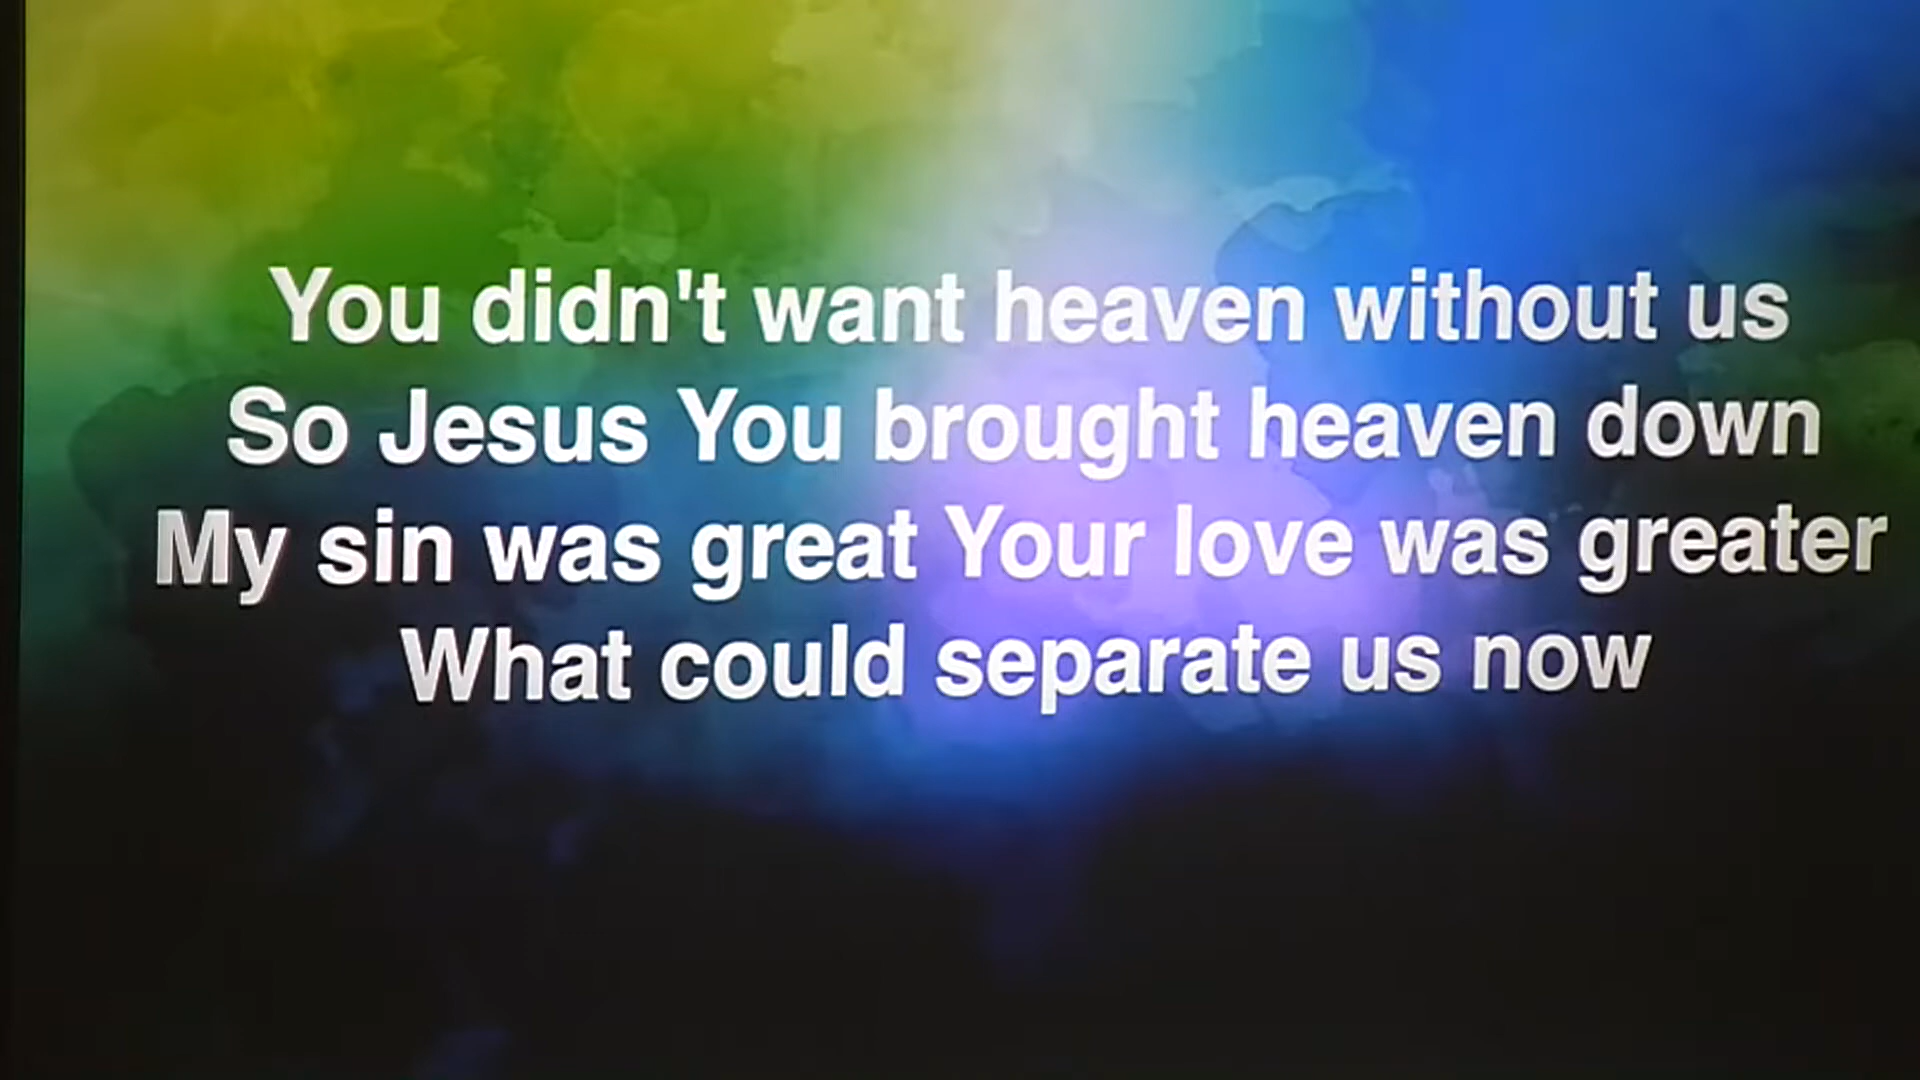 You didn't want heaven without us
So Jesus You brought heaven down
My sin was great Your love was greater
What could separate us now